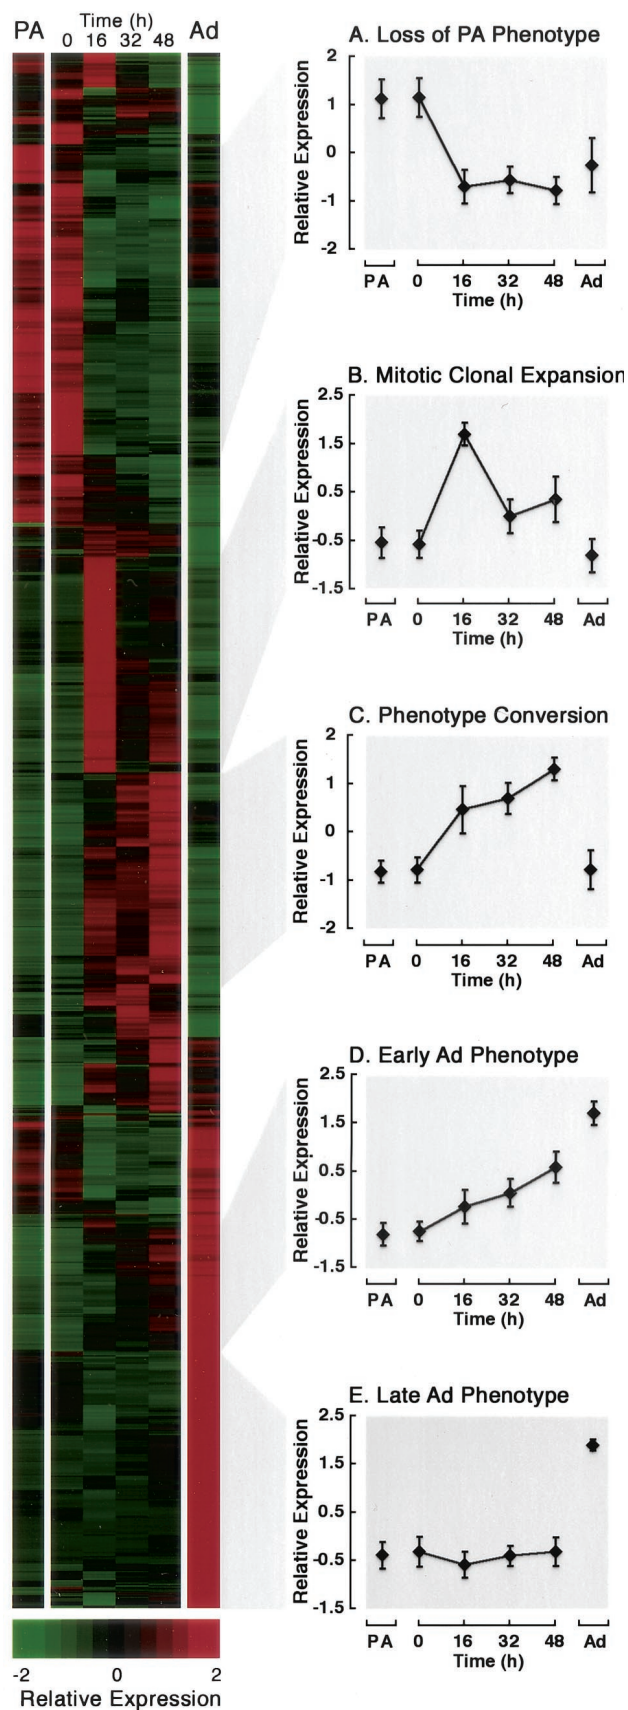 PA Time (h) Ad
0 16 32 48
-2 0 2
Relative Expression
A. Loss of PA Phenotype
Relative Expression
2
1
0
-1
-2
PA 0 16 32 48 Ad
Time (h)
B. Mitotic Clonal Expansion
Relative Expression
2.5
1.5
0.5
-0.5
-1.5
PA 0 16 32 48 Ad
Time (h)
C. Phenotype Conversion
Relative Expression
2
1
0
-1
-2
PA 0 16 32 48 Ad
Time (h)
D. Early Ad Phenotype
Relative Expression
2.5
1.5
0.5
-0.5
-1.5
PA 0 16 32 48 Ad
Time (h)
E. Late Ad Phenotype
Relative Expression
2.5
1.5
0.5
-0.5
-1.5
PA 0 16 32 48 Ad
Time (h)